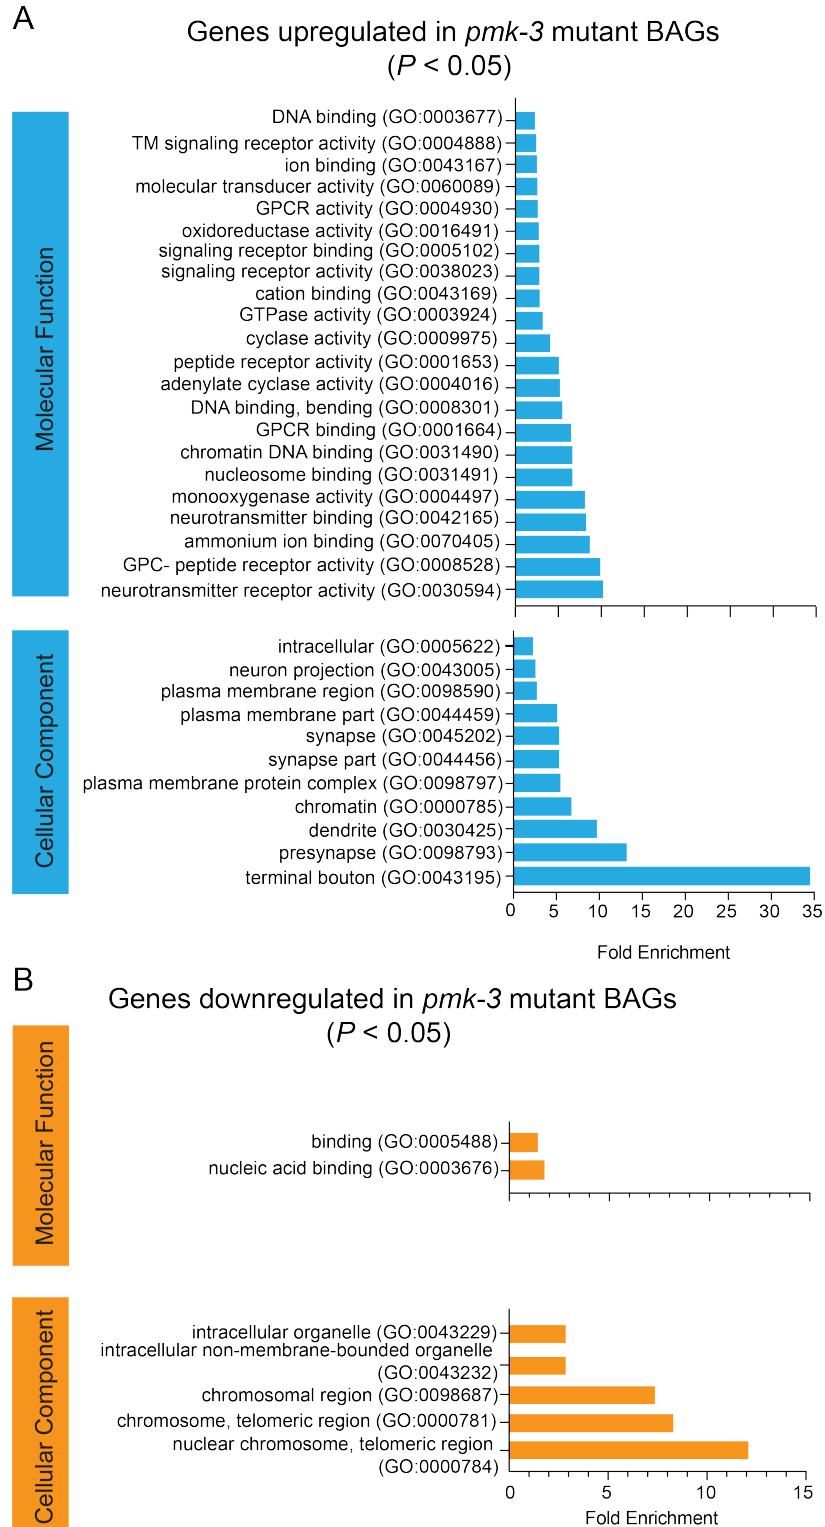 A
Genes upregulated in pmk-3 mutant BAGs
(P < 0.05)
Molecular Function
DNA binding (GO:0003677)
TM signaling receptor activity (GO:0004888)
ion binding (GO:0043167)
molecular transducer activity (GO:0060089)
GPCR activity (GO:0004930)
oxidoreductase activity (GO:0016491)
signaling receptor binding (GO:0005102)
signaling receptor activity (GO:0038023)
cation binding (GO:0043169)
GTPase activity (GO:0003924)
cyclase activity (GO:0009975)
peptide receptor activity (GO:0001653)
adenylate cyclase activity (GO:0004016)
DNA binding, bending (GO:0008301)
GPCR binding (GO:0001664)
chromatin DNA binding (GO:0031490)
nucleosome binding (GO:0031491)
monooxygenase activity (GO:0004497)
neurotransmitter binding (GO:0042165)
ammonium ion binding (GO:0070405)
GPC- peptide receptor activity (GO:0008528)
neurotransmitter receptor activity (GO:0030594)
Cellular Component
intracellular (GO:0005622)
neuron projection (GO:0043005)
plasma membrane region (GO:0098590)
plasma membrane part (GO:0044459)
synapse (GO:0045202)
synapse part (GO:0044456)
plasma membrane protein complex (GO:0098797)
chromatin (GO:0000785)
dendrite (GO:0030425)
presynapse (GO:0098793)
terminal bouton (GO:0043195)
0 5 10 15 20 25 30 35
Fold Enrichment
B
Genes downregulated in pmk-3 mutant BAGs
(P < 0.05)
Molecular Function
binding (GO:0005488)
nucleic acid binding (GO:0003676)
Cellular Component
intracellular organelle (GO:0043229)
intracellular non-membrane-bounded organelle
(GO:0043232)
chromosomal region (GO:0098687)
chromosome, telomeric region (GO:0000781)
nuclear chromosome, telomeric region
(GO:0000784)
0 5 10 15
Fold Enrichment